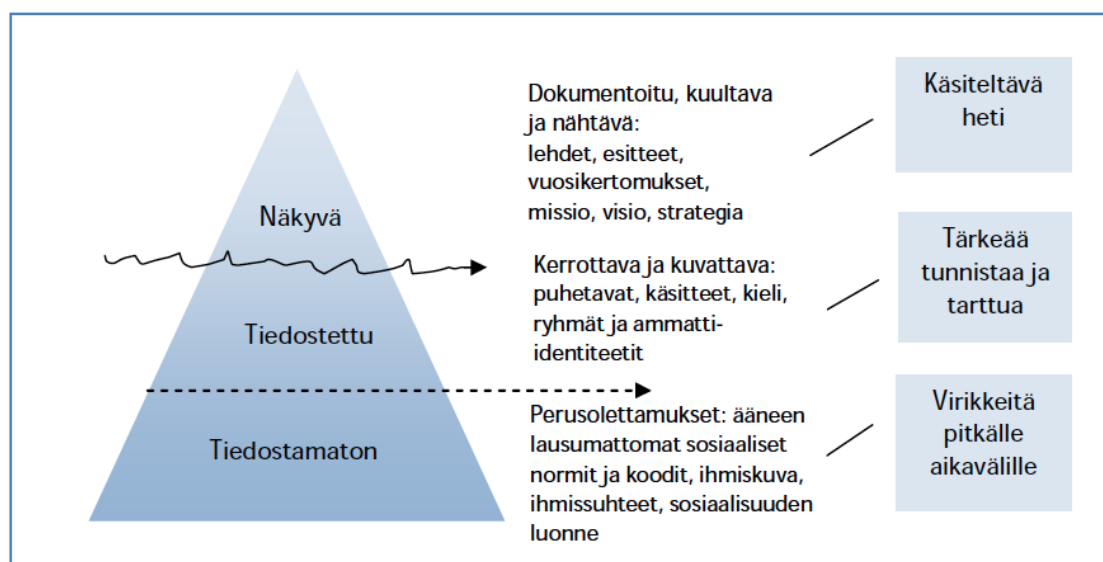 Näkyvä
Tiedostettu
Tiedostamaton
Dokumentoitu, kuultava
ja nähtävä:
lehdet, esitteet,
vuosikertomukset,
missio, visio, strategia
Kerrottava ja kuvattava:
puhetavat, käsitteet, kieli,
ryhmät ja ammatti-
identiteetit
Perusolettamukset: ääneen
lausumattomat sosiaaliset
normit ja koodit, ihmiskuva,
ihmissuhteet, sosiaalisuuden
luonne
Käsiteltävä
heti
Tärkeää
tunnistaa ja
tarttua
Virikkeitä
pitkälle
aikavälille